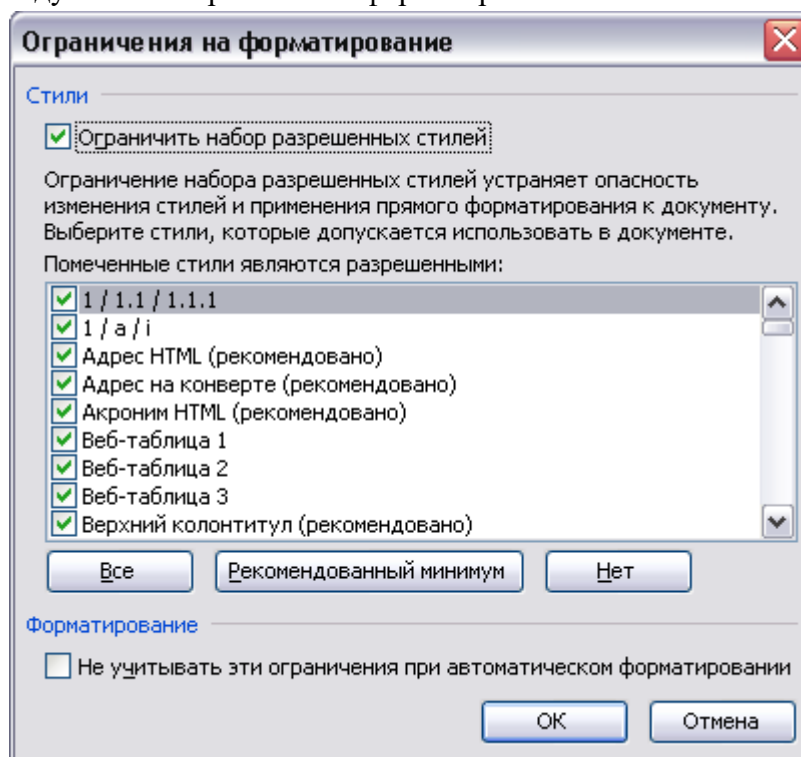 Ограничения на форматирование
Стили
Ограничить набор разрешенных стилей
Ограничение набора разрешенных стилей устраняет опасность
изменения стилей и применения прямого форматирования к документу.
Выберите стили, которые допускается использовать в документе.
Помеченные стили являются разрешенными:
1 / 1.1 / 1.1.1
1 / a / i
Адрес HTML (рекомендовано)
Адрес на конверте (рекомендовано)
Акроним HTML (рекомендовано)
Веб-таблица 1
Веб-таблица 2
Веб-таблица 3
Верхний колонтитул (рекомендовано)
Все Рекомендованный минимум Нет
Форматирование
Не учитывать эти ограничения при автоматическом форматировании
ОК Отмена